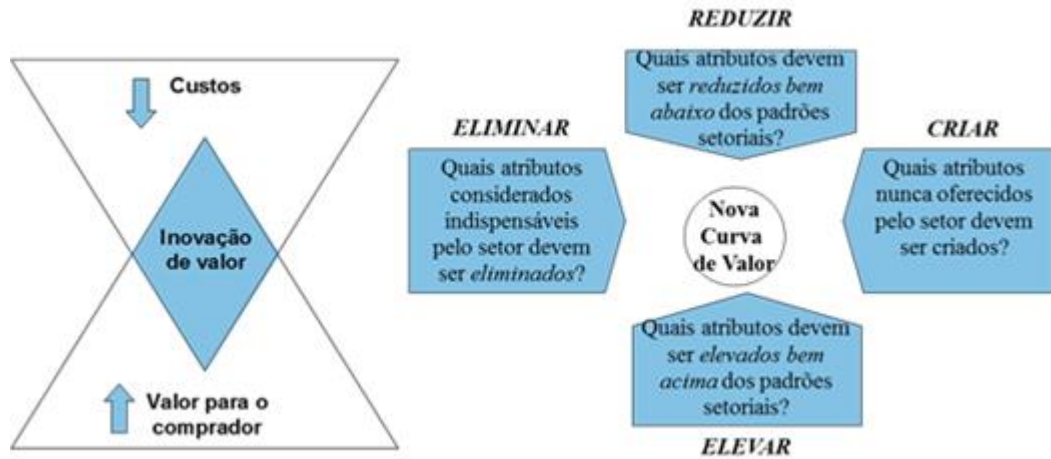 Custos
Inovação
de valor
Valor para o
comprador
REDUZIR
Quais atributos devem
ser reduzidos bem
abaixo dos padrões
setoriais?
ELIMINAR
Quais atributos
considerados
indispensáveis
pelo setor devem
ser eliminados?
Nova
Curva
de Valor
CRIAR
Quais atributos
nunca oferecidos
pelo setor devem
ser criados?
Quais atributos devem
ser elevados bem
acima dos padrões
setoriais?
ELEVAR